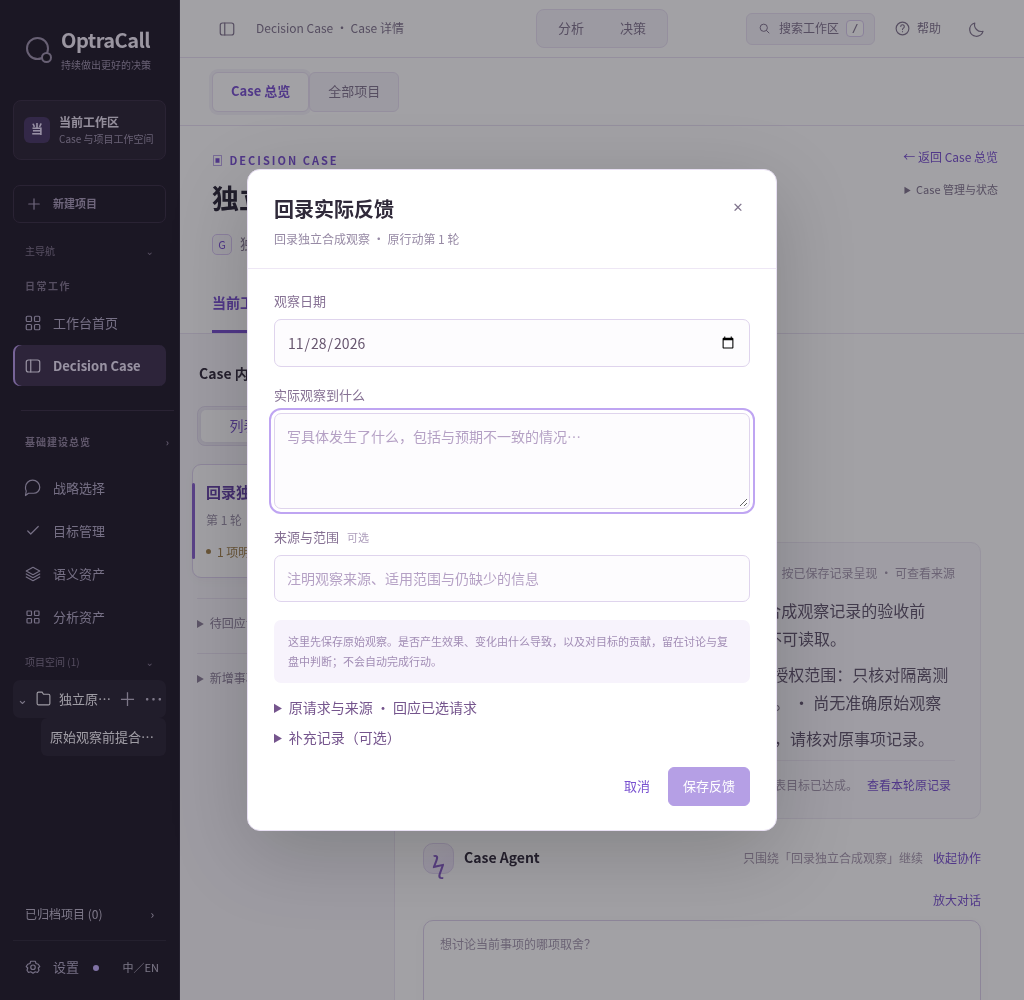 OptraCall
持续做出更好的决策
当 当前工作区
Case 与项目工作空间
新建项目
主导航
日常工作
工作台首页
Decision Case
基础建设总览
战略选择
目标管理
语义资产
分析资产
项目空间 (1)
独立原…
原始观察前提合…
已归档项目 (0)
设置
中／EN
Decision Case · Case 详情
分析 决策
搜索工作区 /
帮助
Case 总览 全部项目
DECISION CASE
← 返回 Case 总览
Case 管理与状态
G
当前
Case 内
列
回录独
第 1 轮
1 项明
待回应
新增事
回录实际反馈
×
回录独立合成观察 · 原行动第 1 轮
观察日期
11/28/2026
实际观察到什么
写具体发生了什么，包括与预期不一致的情况…
来源与范围 可选
注明观察来源、适用范围与仍缺少的信息
这里先保存原始观察。是否产生效果、变化由什么导致，以及对目标的贡献，留在讨论与复
盘中判断；不会自动完成行动。
原请求与来源 · 回应已选请求
补充记录（可选）
取消 保存反馈
按已保存记录呈现 · 可查看来源
合成观察记录的验收前
不可读取。
授权范围：只核对隔离测
。 · 尚无准确原始观察
，请核对原事项记录。
表目标已达成。 查看本轮原记录
Case Agent
只围绕「回录独立合成观察」继续 收起协作
放大对话
想讨论当前事项的哪项取舍？